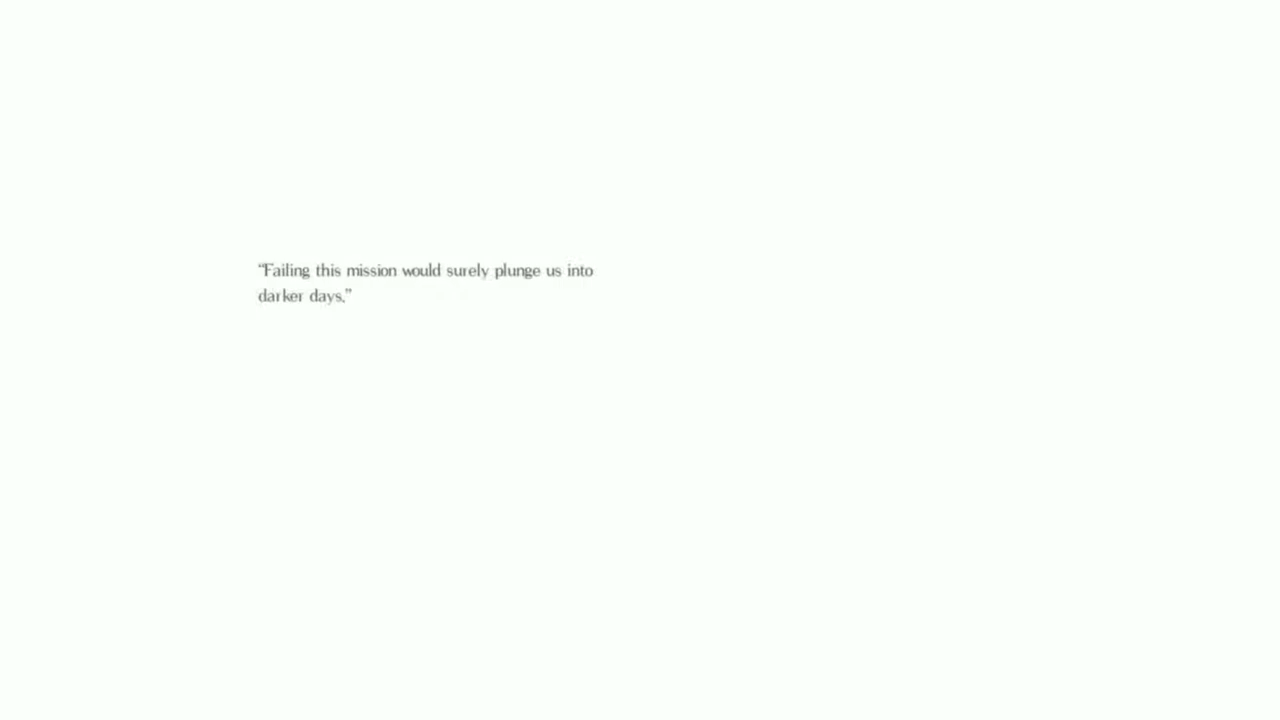 “Failing this mission would surely plunge us into
darker days.”